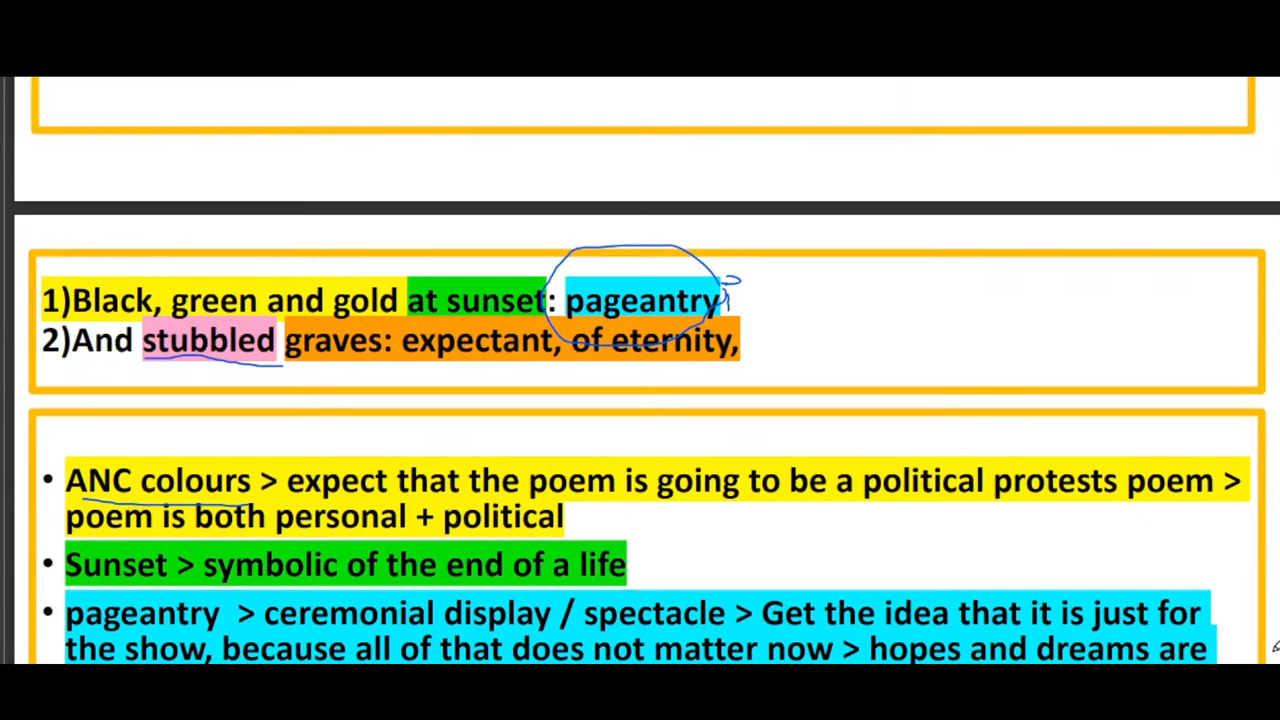 1)Black, green and gold at sunset: pageantry
2)And stubbled graves: expectant, of eternity,
• ANC colours > expect that the poem is going to be a political protests poem >
poem is both personal + political
• Sunset > symbolic of the end of a life
• pageantry > ceremonial display / spectacle > Get the idea that it is just for
the show, because all of that does not matter now > hopes and dreams are